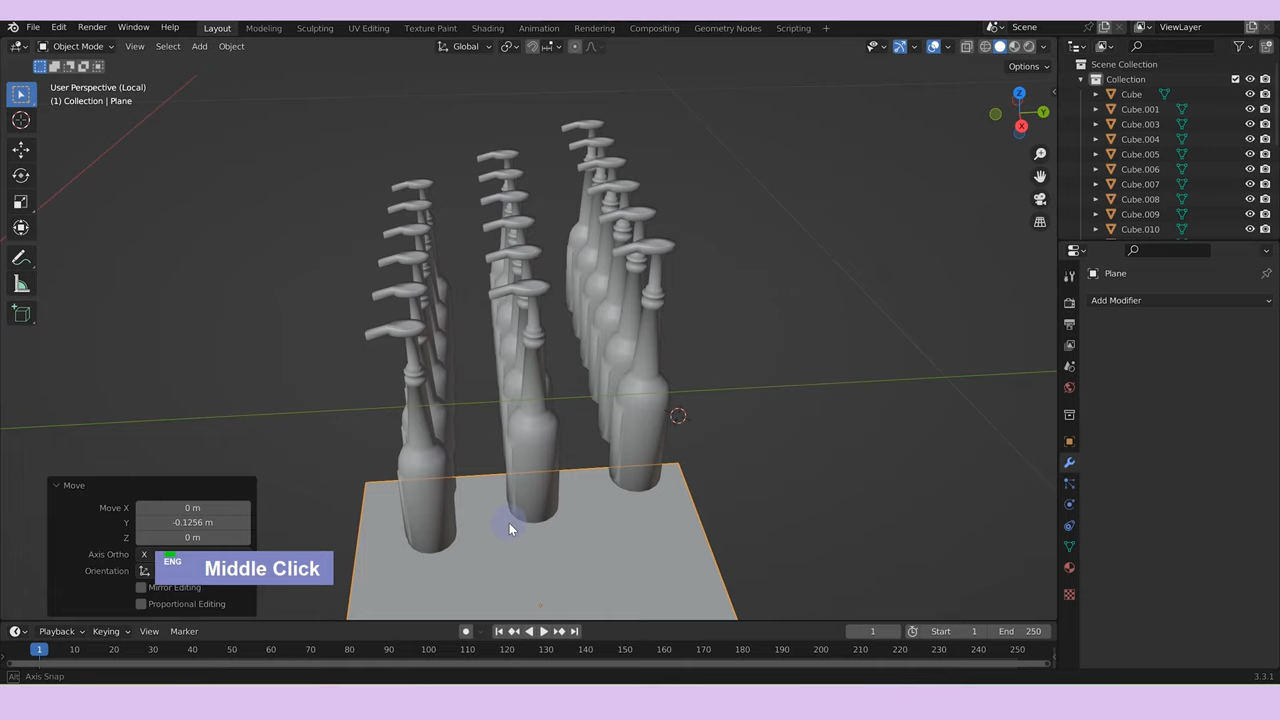 File Edit Render Window Help Layout Modeling Sculpting UV Editing Texture Paint Shading Animation Rendering Compositing Geometry Nodes Scripting + Scene ViewLayer
Object Mode View Select Add Object Global
Options
User Perspective (Local)
(1) Collection | Plane
Scene Collection
Collection
Cube
Cube.001
Cube.003
Cube.004
Cube.005
Cube.006
Cube.007
Cube.008
Cube.009
Cube.010
Z
Y
X
Plane
Add Modifier
Move
Move X 0 m
Y -0.1256 m
Z 0 m
Axis Ortho X
Orientation
ENG Middle Click
Mirror Editing
Proportional Editing
Playback Keying View Marker 1 Start 1 End 250
1 10 20 30 40 50 60 70 80 90 100 110 120 130 140 150 160 170 180 190 200 210 220 230 240 250
Alt Axis Snap 3.3.1